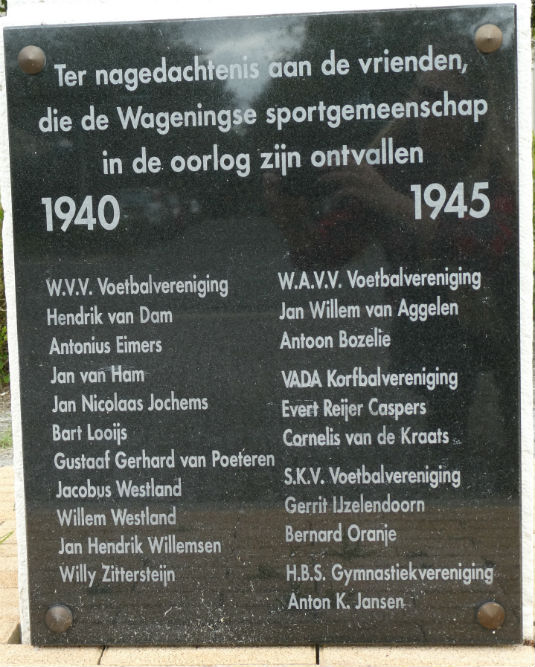 Ter nagedachtenis aan de vrienden,
die de Wageningse sportgemeenschap
in de oorlog zijn ontvallen
1940 1945
W.V.V. Voetbalvereniging
Hendrik van Dam
Antonius Eimers
Jan van Ham
Jan Nicolaas Jochems
Bart Looijs
Gustaaf Gerhard van Poeteren
Jacobus Westland
Willem Westland
Jan Hendrik Willemsen
Willy Zittersteijn
W.A.V.V. Voetbalvereniging
Jan Willem van Aggelen
Antoon Bozelie
VADA Korfbalvereniging
Evert Reijer Caspers
Cornelis van de Kraats
S.K.V. Voetbalvereniging
Gerrit IJzelendoorn
Bernard Oranje
H.B.S. Gymnastiekvereniging
Anton K. Jansen